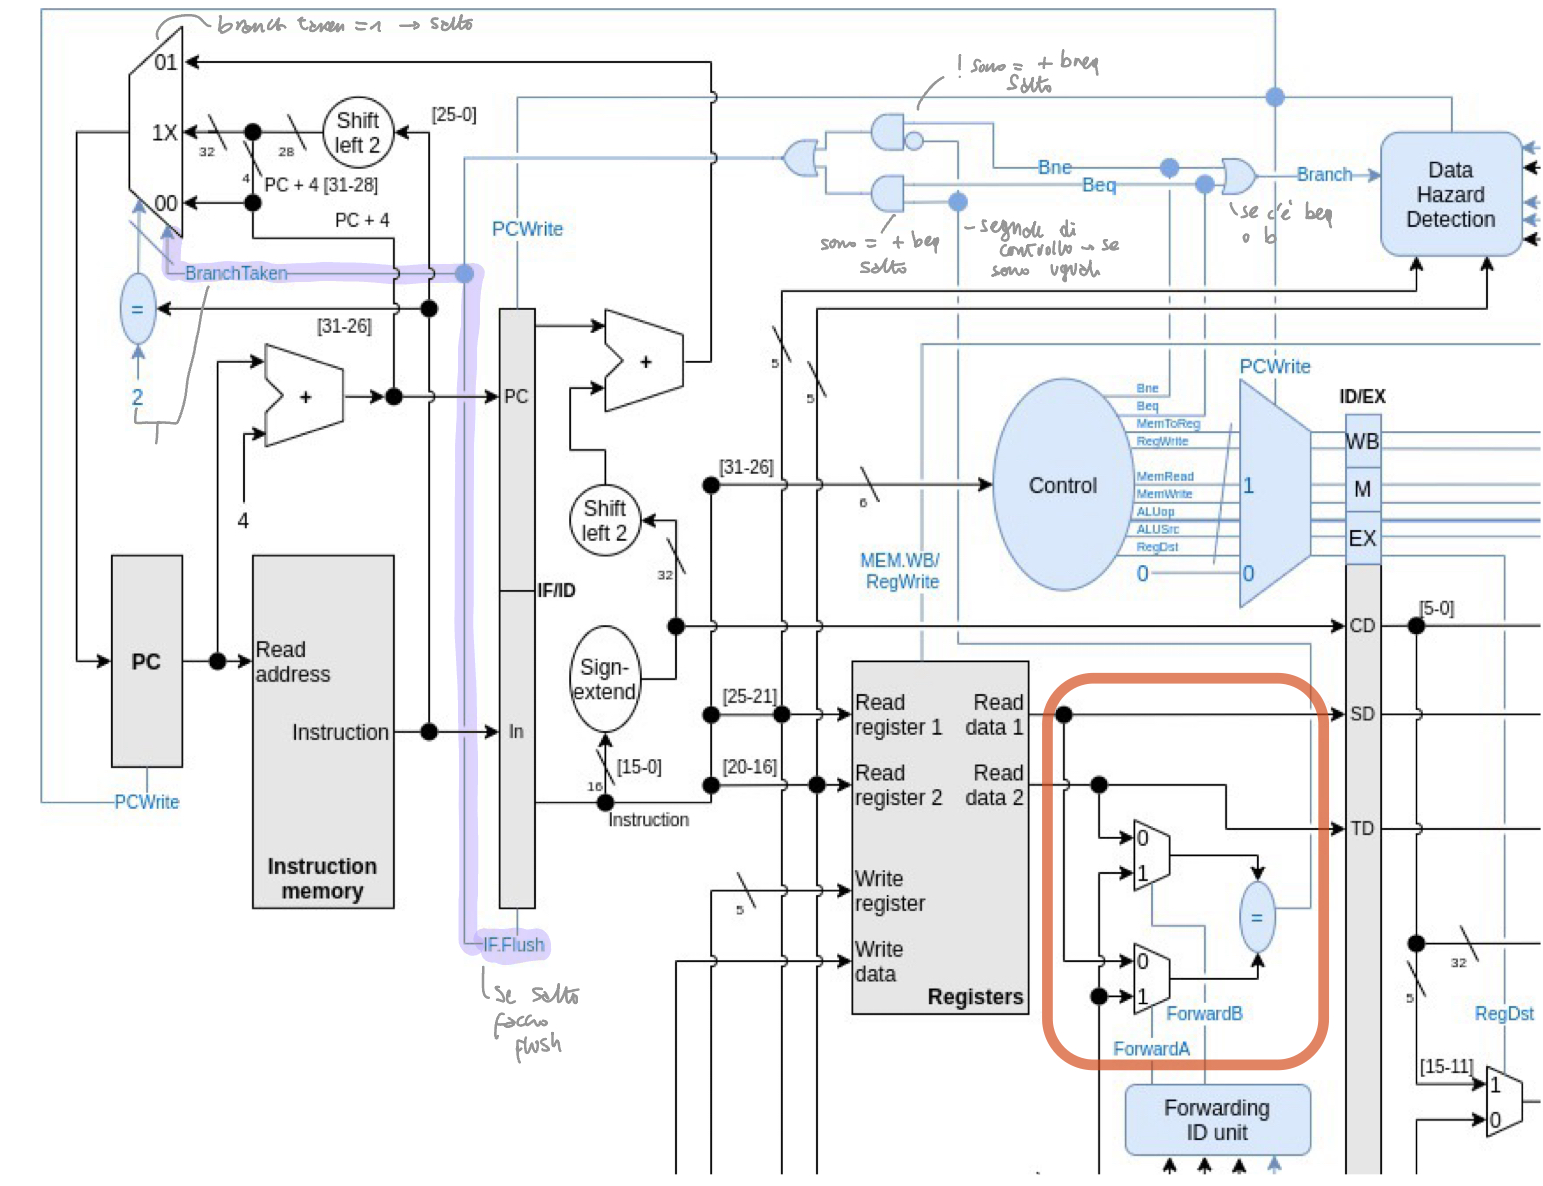 branch taken = 1 → salto
01
1X
00
32
28
4
Shift
left 2
[25-0]
PC + 4 [31-28]
PC + 4
BranchTaken
=
2
[31-26]
+
4
PCWrite
PC
Read
address
Instruction
Instruction
memory
PCWrite
IF.Flush
se salto
faccio
flush
PC
IF/ID
In
+
Shift
left 2
32
Sign-
extend
16
[15-0]
Instruction
! sono = + bneq
salto
sono = + beq
salto
- segnale di
controllo → se
sono uguali
Bne
Beq
Branch
se c'è beq
o b
Data
Hazard
Detection
5
5
[31-26]
6
Control
Bne
Beq
MemToReg
RegWrite
MemRead
MemWrite
ALUop
ALUSrc
RegDst
0
PCWrite
1
0
ID/EX
WB
M
EX
MEM.WB/
RegWrite
CD
[5-0]
[25-21]
[20-16]
Read
register 1
Read
data 1
Read
register 2
Read
data 2
Write
register
Write
data
Registers
5
SD
TD
0
1
=
0
1
ForwardB
ForwardA
Forwarding
ID unit
32
5
RegDst
[15-11]
1
0